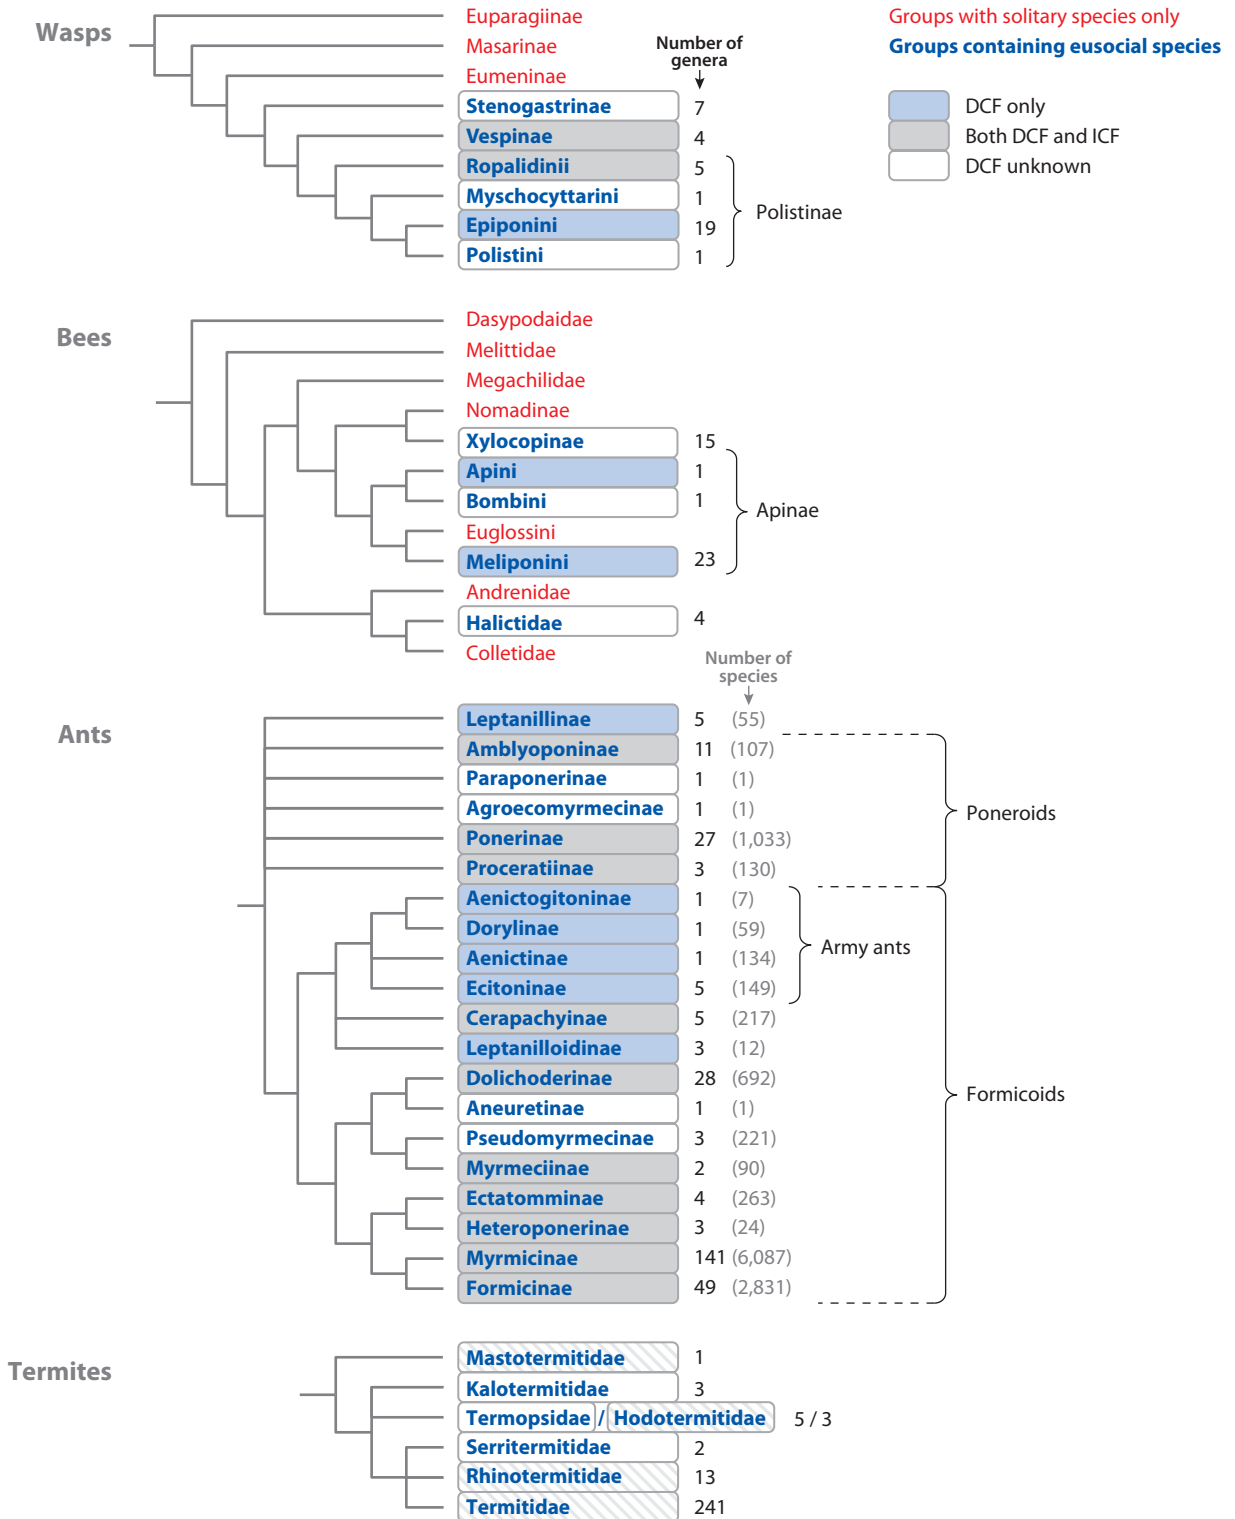 Wasps
Euparagiinae
Masarinae
Eumeninae
Number of
genera
Stenogastrinae 7
Vespinae 4
Ropalidinii 5
Myschocyttarini 1
Epiponini 19
Polistini 1
Polistinae
Groups with solitary species only
Groups containing eusocial species
DCF only
Both DCF and ICF
DCF unknown
Bees
Dasypodaidae
Melittidae
Megachilidae
Nomadinae
Xylocopinae 15
Apini 1
Bombini 1
Euglossini
Meliponini 23
Apinae
Andrenidae
Halictidae 4
Colletidae
Number of
species
Ants
Leptanillinae 5 (55)
Amblyoponinae 11 (107)
Paraponerinae 1 (1)
Agroecomyrmecinae 1 (1)
Ponerinae 27 (1,033)
Proceratiinae 3 (130)
Poneroids
Aenictogitoninae 1 (7)
Dorylinae 1 (59)
Aenictinae 1 (134)
Ecitoninae 5 (149)
Army ants
Cerapachyinae 5 (217)
Leptanilloidinae 3 (12)
Dolichoderinae 28 (692)
Aneuretinae 1 (1)
Pseudomyrmecinae 3 (221)
Myrmeciinae 2 (90)
Ectatomminae 4 (263)
Heteroponerinae 3 (24)
Myrmicinae 141 (6,087)
Formicinae 49 (2,831)
Formicoids
Termites
Mastotermitidae 1
Kalotermitidae 3
Termopsidae / Hodotermitidae 5 / 3
Serritermitidae 2
Rhinotermitidae 13
Termitidae 241